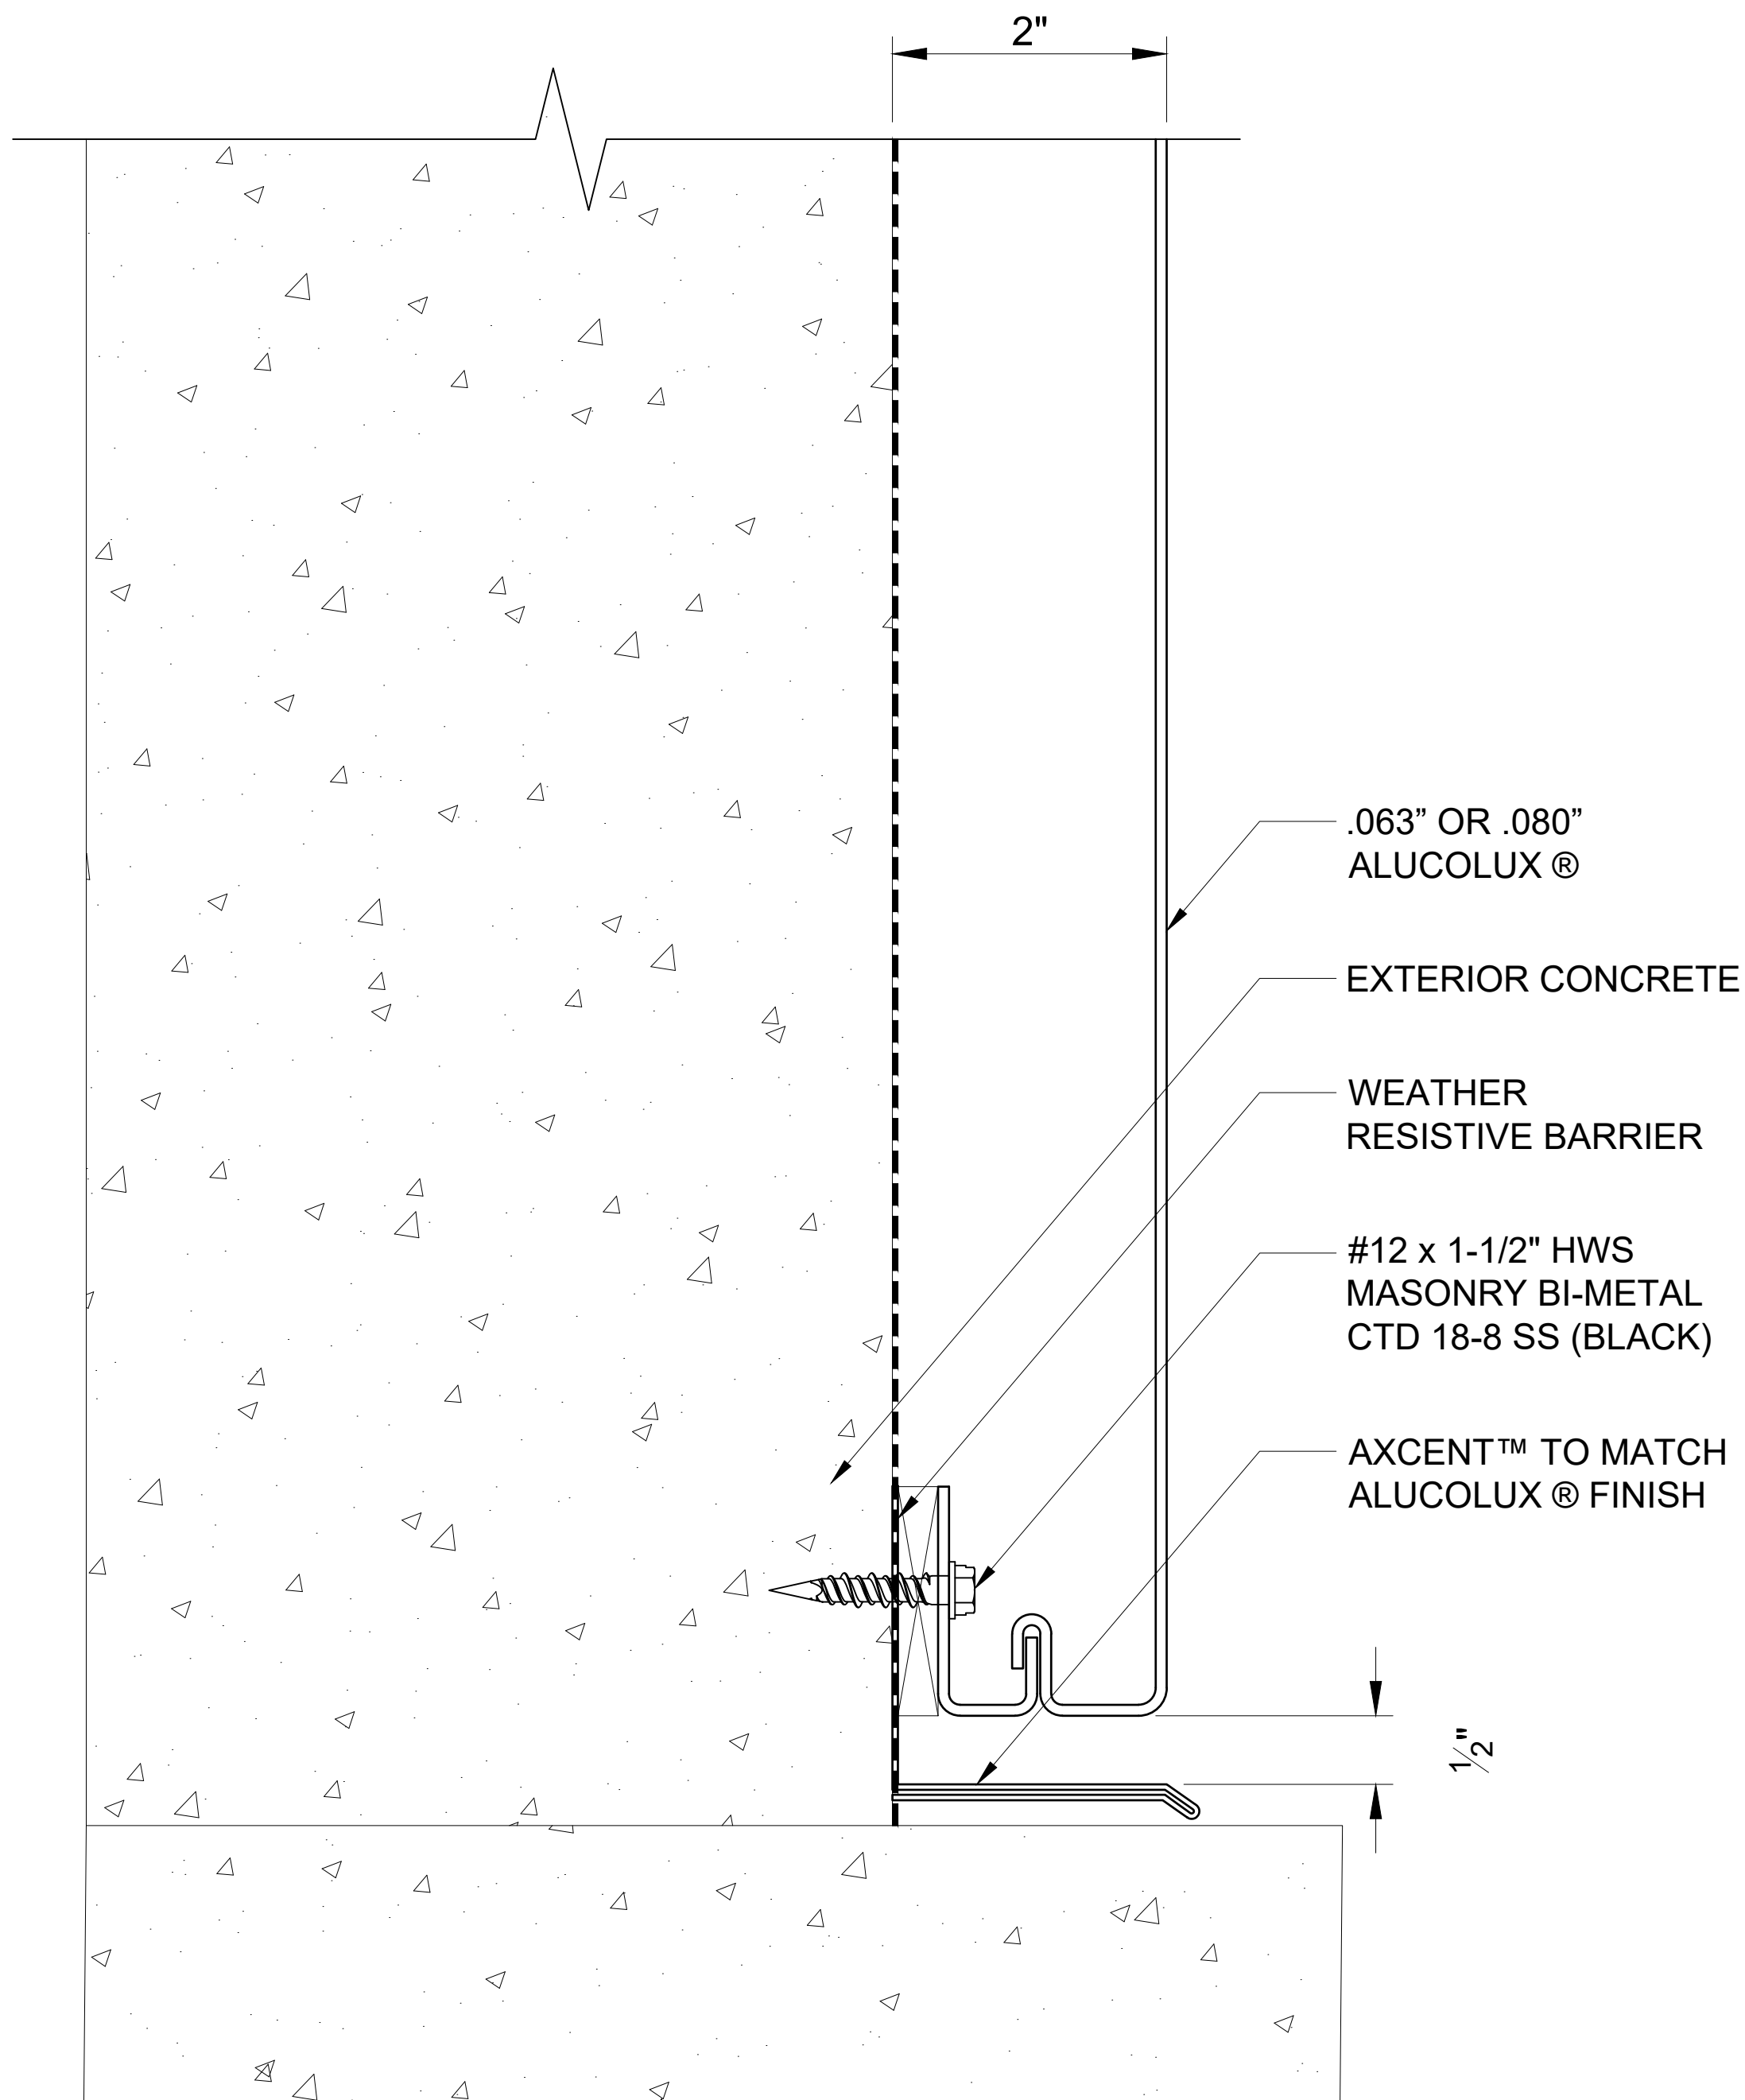 2"
.063” OR .080”
ALUCOLUX ®
EXTERIOR CONCRETE
WEATHER
RESISTIVE BARRIER
#12 x 1-1/2" HWS
MASONRY BI-METAL
CTD 18-8 SS (BLACK)
AXCENT™ TO MATCH
ALUCOLUX ® FINISH
1/2"